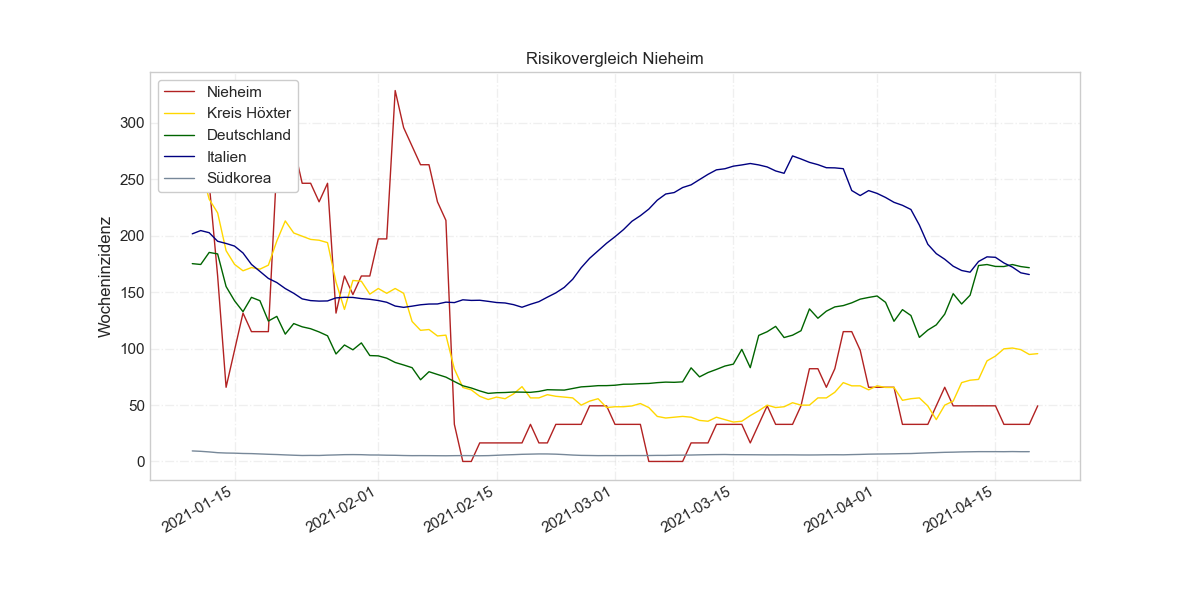 Risikovergleich Nieheim
Nieheim
Kreis Höxter
Deutschland
Italien
Südkorea
Wocheninzidenz
300
250
200
150
100
50
0
2021-01-15
2021-02-01
2021-02-15
2021-03-01
2021-03-15
2021-04-01
2021-04-15